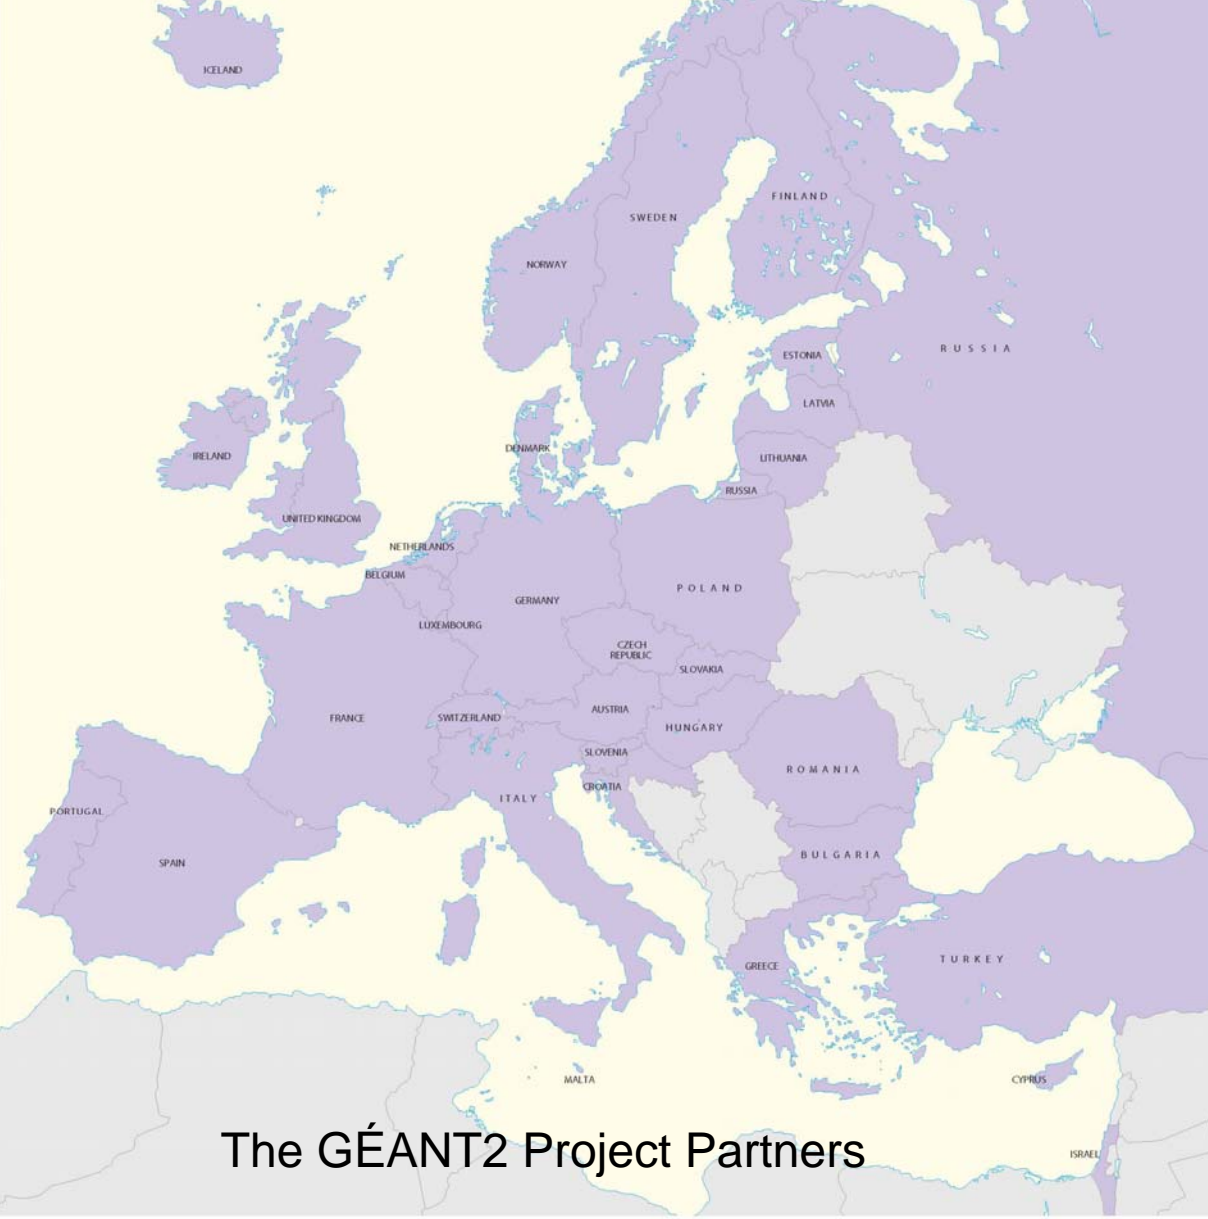 ICELAND
FINLAND
SWEDEN
NORWAY
RUSSIA
ESTONIA
LATVIA
DENMARK
IRELAND
LITHUANIA
RUSSIA
UNITED KINGDOM
NETHERLANDS
BELGIUM
POLAND
GERMANY
LUXEMBOURG
CZECH
REPUBLIC
SLOVAKIA
AUSTRIA
FRANCE
SWITZERLAND
HUNGARY
SLOVENIA
ROMANIA
CROATIA
ITALY
PORTUGAL
BULGARIA
SPAIN
TURKEY
GREECE
MALTA
CYPRUS
The GÉANT2 Project Partners
ISRAEL